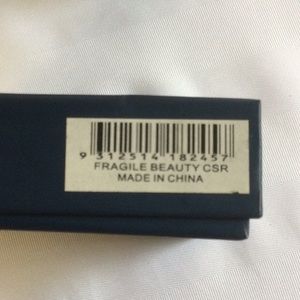 9 312514 182457
FRAGILE BEAUTY CSR
MADE IN CHINA